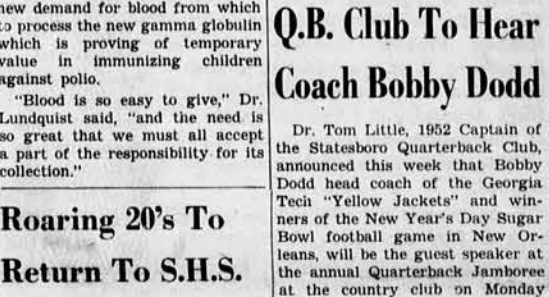 new demand for blood from which
to process the new gamma globulin
which is proving of temporary
value in immunizing children
against polio.
"Blood is so easy to give," Dr.
Lundquist said, "and the need is
so great that we must all accept
a part of the responsibility for its
collection."
Roaring 20's To
Return To S.H.S.
Q.B. Club To Hear
Coach Bobby Dodd
Dr. Tom Little, 1952 Captain of
the Statesboro Quarterback Club,
announced this week that Bobby
Dodd head coach of the Georgia
Tech "Yellow Jackets" and win-
ners of the New Year's Day Sugar
Bowl football game in New Or-
leans, will be the guest speaker at
the annual Quarterback Jamboree
at the country club on Monday